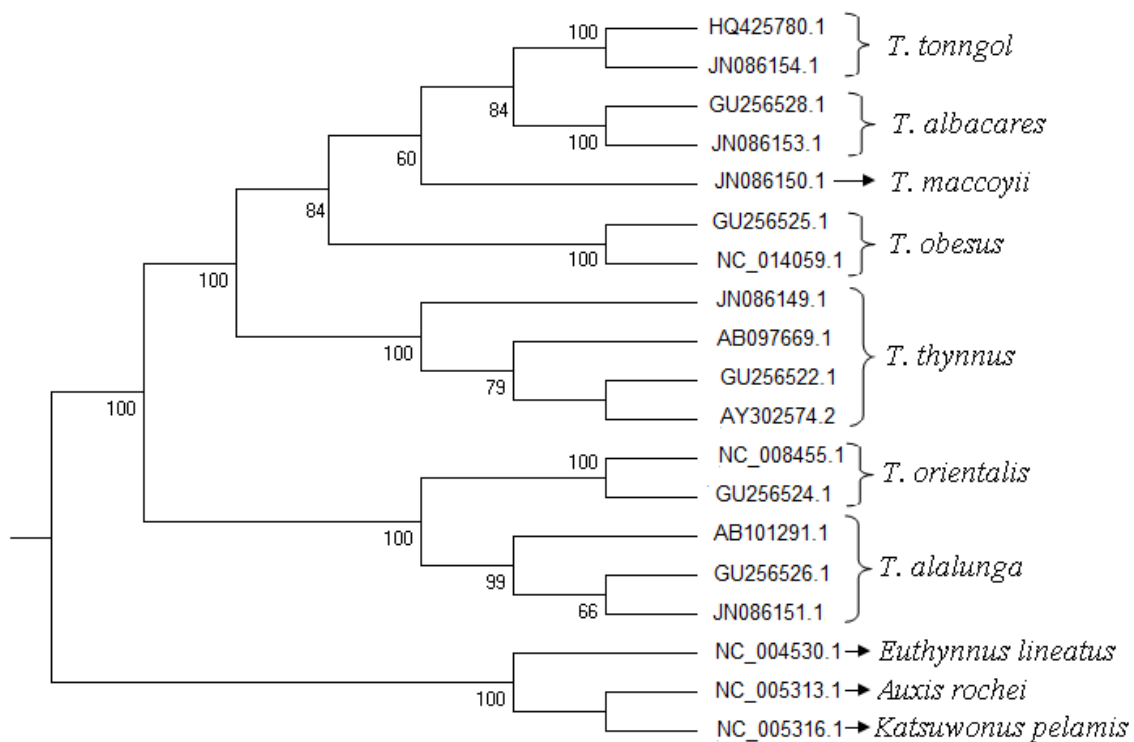 HQ425780.1
100
T. tonngol
JN086154.1
84
GU256528.1
T. albacares
100
JN086153.1
60
JN086150.1
T. maccoyii
84
GU256525.1
T. obesus
100
NC_014059.1
100
JN086149.1
100
AB097669.1
T. thynnus
79
GU256522.1
AY302574.2
100
NC_008455.1
100
T. orientalis
GU256524.1
100
AB101291.1
99
GU256526.1
T. alalunga
66
JN086151.1
NC_004530.1
Euthynnus lineatus
100
NC_005313.1
Auxis rochei
NC_005316.1
Katsuwonus pelamis